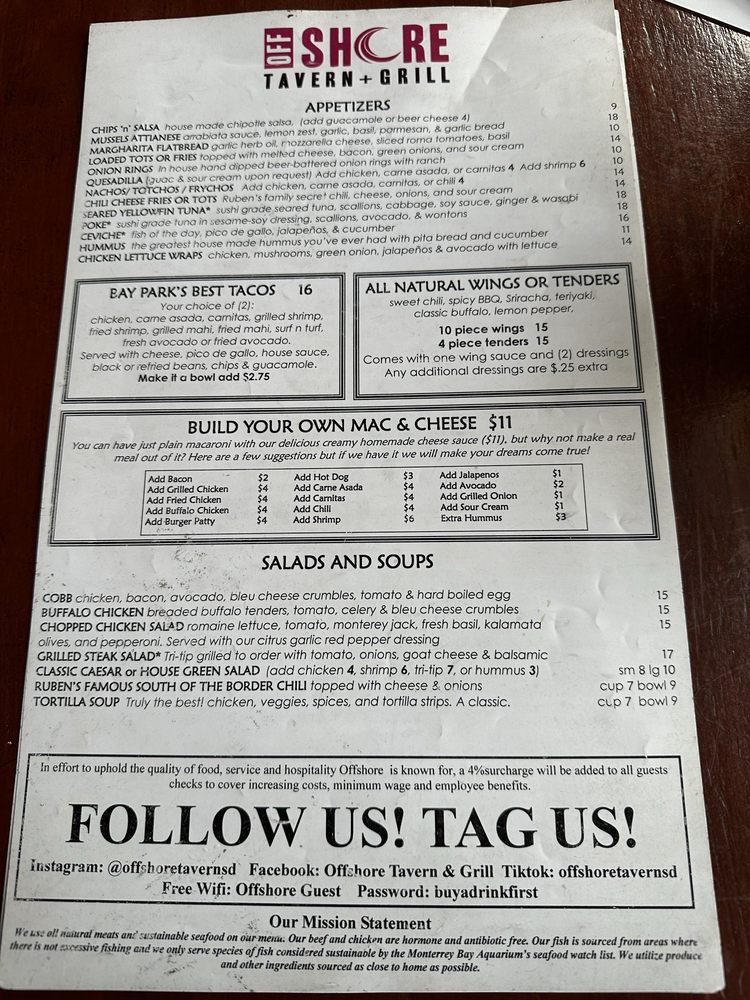 OFF SHORE
TAVERN+GRILL
APPETIZERS
CHIPS 'n' SALSA house made chipotle salsa, (add guacamole or beer cheese 4) 9
MUSSELS ATTIANESE arrabiata sauce, lemon zest, garlic, basil, parmesan, & garlic bread 18
MARGHARITA FLATBREAD garlic herb oil, mozzarella cheese, sliced roma tomatoes, basil 10
LOADED TOTS OR FRIES topped with melted cheese, bacon, green onions, and sour cream 14
ONION RINGS In house hand dipped beer-battered onion rings with ranch 10
QUESADILLA (guac & sour cream upon request) Add chicken, carne asada, or carnitas 4 Add shrimp 6 10
NACHOS/ TOTCHOS / FRYCHOS Add chicken, carne asada, carnitas, or chili 4 14
CHILI CHEESE FRIES OR TOTS Ruben's family secret chili, cheese, onions, and sour cream 14
SEARED YELLOWFIN TUNA* sushi grade seared tuna, scallions, cabbage, soy sauce, ginger & wasabi 18
POKE* sushi grade tuna in sesame-soy dressing, scallions, avocado, & wontons 18
CEVICHE* fish of the day, pico de gallo, jalapeños, & cucumber 16
HUMMUS the greatest house made hummus you've ever had with pita bread and cucumber 11
CHICKEN LETTUCE WRAPS chicken, mushrooms, green onion, jalapeños & avocado with lettuce 14
BAY PARK'S BEST TACOS 16
Your choice of (2):
chicken, carne asada, carnitas, grilled shrimp,
fried shrimp, grilled mahi, fried mahi, surf n turf,
fresh avocado or fried avocado.
Served with cheese, pico de gallo, house sauce,
black or refried beans, chips & guacamole.
Make it a bowl add $2.75
ALL NATURAL WINGS OR TENDERS
sweet chili, spicy BBQ, Sriracha, teriyaki,
classic buffalo, lemon pepper,
10 piece wings 15
4 piece tenders 15
Comes with one wing sauce and (2) dressings
Any additional dressings are $.25 extra
BUILD YOUR OWN MAC & CHEESE $11
You can have just plain macaroni with our delicious creamy homemade cheese sauce ($11), but why not make a real
meal out of it? Here are a few suggestions but if we have it we will make your dreams come true!
Add Bacon $2 Add Hot Dog $3 Add Jalapenos $1
Add Grilled Chicken $4 Add Carne Asada $4 Add Avocado $2
Add Fried Chicken $4 Add Carnitas $4 Add Grilled Onion $1
Add Buffalo Chicken $4 Add Chili $4 Add Sour Cream $1
Add Burger Patty $4 Add Shrimp $6 Extra Hummus $3
SALADS AND SOUPS
COBB chicken, bacon, avocado, bleu cheese crumbles, tomato & hard boiled egg 15
BUFFALO CHICKEN breaded buffalo tenders, tomato, celery & bleu cheese crumbles 15
CHOPPED CHICKEN SALAD romaine lettuce, tomato, monterey jack, fresh basil, kalamata 15
olives, and pepperoni. Served with our citrus garlic red pepper dressing
GRILLED STEAK SALAD* Tri-tip grilled to order with tomato, onions, goat cheese & balsamic 17
CLASSIC CAESAR or HOUSE GREEN SALAD (add chicken 4, shrimp 6, tri-tip 7, or hummus 3) sm 8 lg 10
RUBEN'S FAMOUS SOUTH OF THE BORDER CHILI topped with cheese & onions cup 7 bowl 9
TORTILLA SOUP Truly the best! chicken, veggies, spices, and tortilla strips. A classic. cup 7 bowl 9
In effort to uphold the quality of food, service and hospitality Offshore is known for, a 4%surcharge will be added to all guests
checks to cover increasing costs, minimum wage and employee benefits.
FOLLOW US! TAG US!
Instagram: @offshoretavernsd Facebook: Offshore Tavern & Grill Tiktok: offshoretavernsd
Free Wifi: Offshore Guest Password: buyadrinkfirst
Our Mission Statement
We use all natural meats and sustainable seafood on our menu. Our beef and chicken are hormone and antibiotic free. Our fish is sourced from areas where
there is not excessive fishing and we only serve species of fish considered sustainable by the Monterrey Bay Aquarium's seafood watch list. We utilize produce
and other ingredients sourced as close to home as possible.